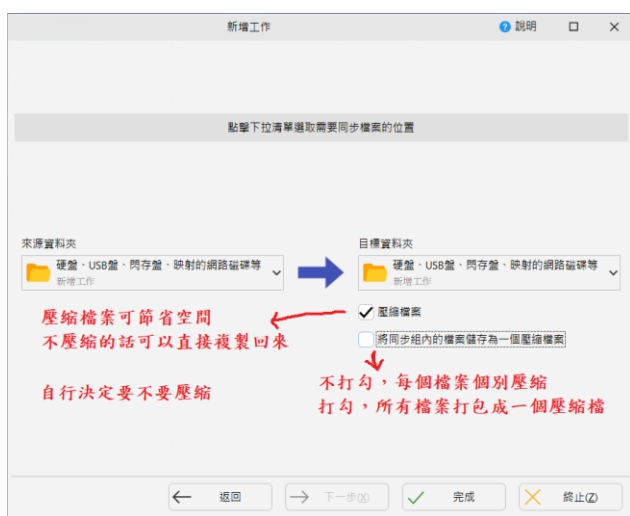 新增工作
說明
點擊下拉清單選取需要同步檔案的位置
來源資料夾
硬盤、USB盤、閃存盤、映射的網路磁碟等
新增工作
目標資料夾
硬盤、USB盤、閃存盤、映射的網路磁碟等
新增工作
壓縮檔案
將同步組內的檔案儲存為一個壓縮檔案
壓縮檔案可節省空間
不壓縮的話可以直接複製回來
自行決定要不要壓縮
不打勾，每個檔案個別壓縮
打勾，所有檔案打包成一個壓縮檔
返回
下一步(X)
完成
終止(Z)